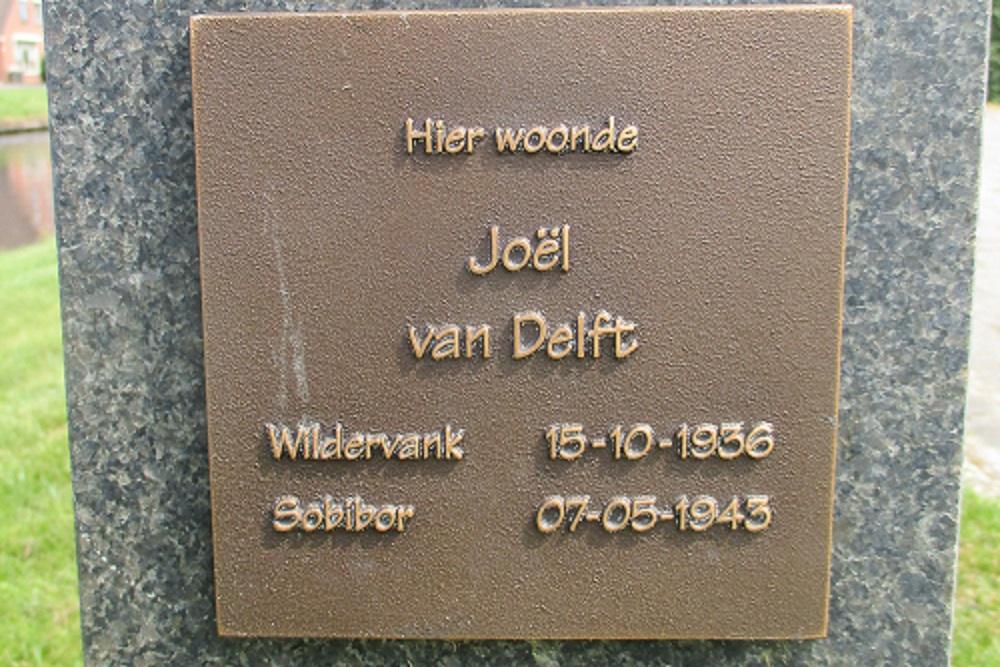 Hier woonde
Joël
van Delft
Wildervank 15-10-1936
Sobibor 07-05-1943